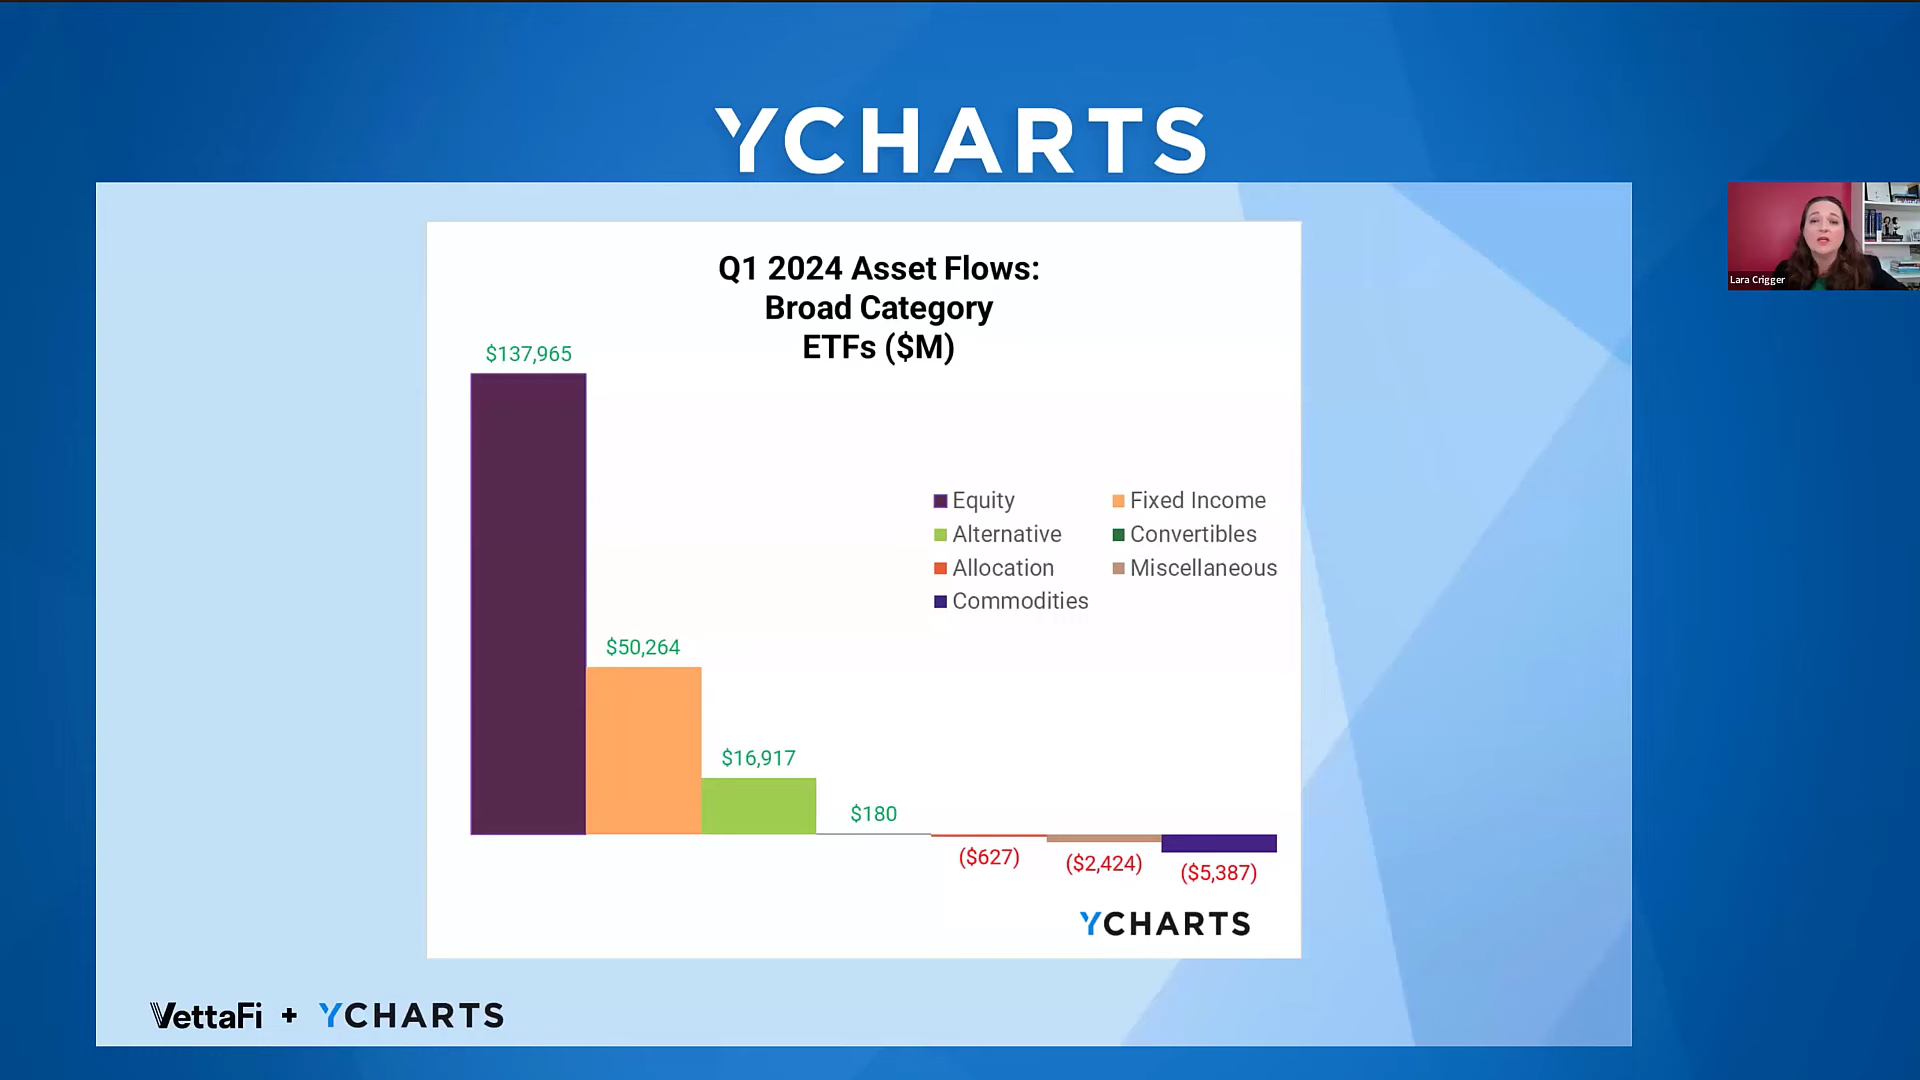 YCHARTS
Q1 2024 Asset Flows:
Broad Category
ETFs ($M)
$137,965
$50,264
$16,917
$180
($627)
($2,424)
($5,387)
Equity
Fixed Income
Alternative
Convertibles
Allocation
Miscellaneous
Commodities
YCHARTS
VettaFi + YCHARTS
Lara Crigger